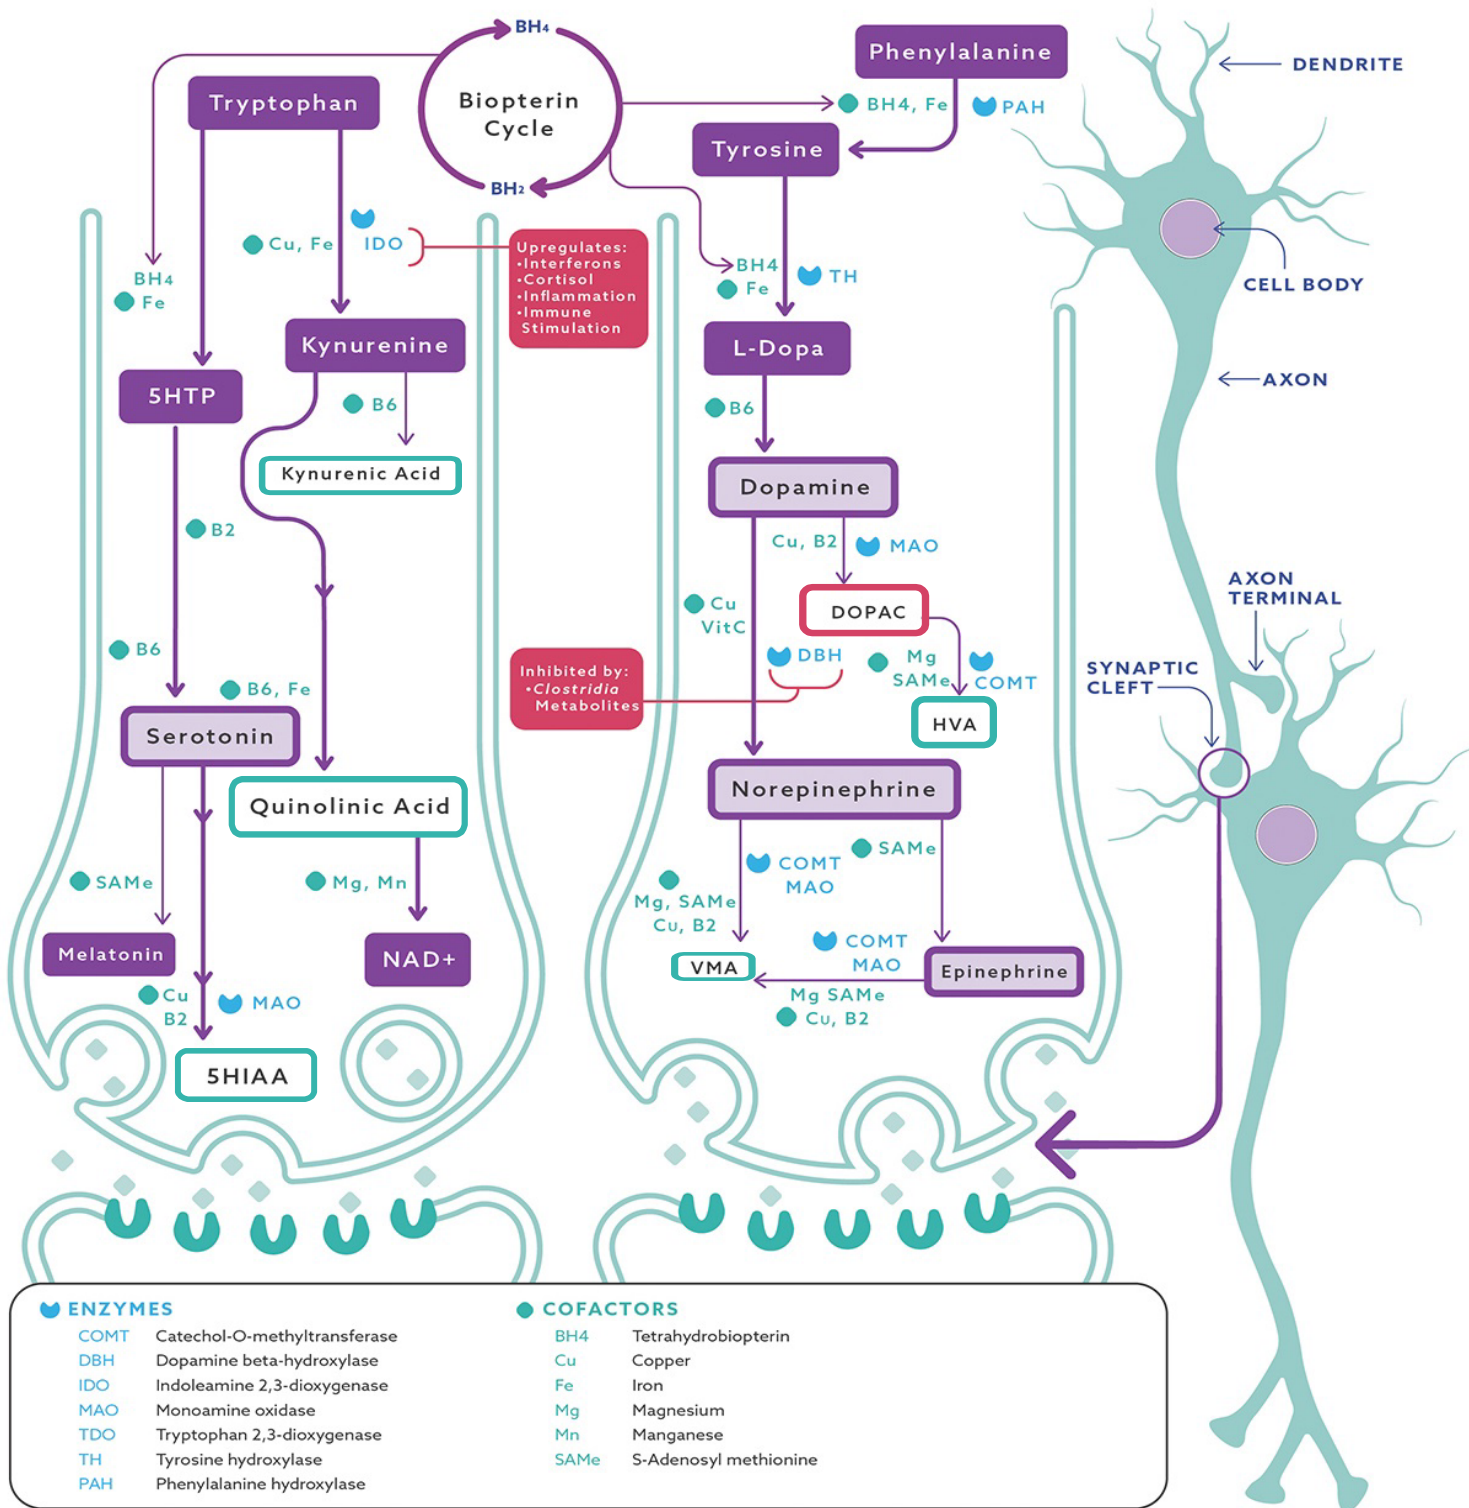 BH4
Biopterin
Cycle
BH2
Phenylalanine
BH4, Fe
PAH
Tyrosine
Tryptophan
Cu, Fe
IDO
Upregulates:
•Interferons
•Cortisol
•Inflammation
•Immune
Stimulation
BH4
Fe
Kynurenine
5HTP
B6
Kynurenic Acid
B2
B6
B6, Fe
Serotonin
Quinolinic Acid
SAMe
Mg, Mn
Melatonin
NAD+
Cu
B2
MAO
5HIAA
BH4
Fe
TH
L-Dopa
B6
Dopamine
Cu, B2
MAO
DOPAC
Cu
VitC
DBH
Inhibited by:
•Clostridia
Metabolites
Mg
SAMe
COMT
HVA
Norepinephrine
COMT
MAO
SAMe
Mg, SAMe
Cu, B2
VMA
COMT
MAO
Epinephrine
Mg SAMe
Cu, B2
DENDRITE
CELL BODY
AXON
AXON
TERMINAL
SYNAPTIC
CLEFT
ENZYMES
COMT Catechol-O-methyltransferase
DBH Dopamine beta-hydroxylase
IDO Indoleamine 2,3-dioxygenase
MAO Monoamine oxidase
TDO Tryptophan 2,3-dioxygenase
TH Tyrosine hydroxylase
PAH Phenylalanine hydroxylase
COFACTORS
BH4 Tetrahydrobiopterin
Cu Copper
Fe Iron
Mg Magnesium
Mn Manganese
SAMe S-Adenosyl methionine